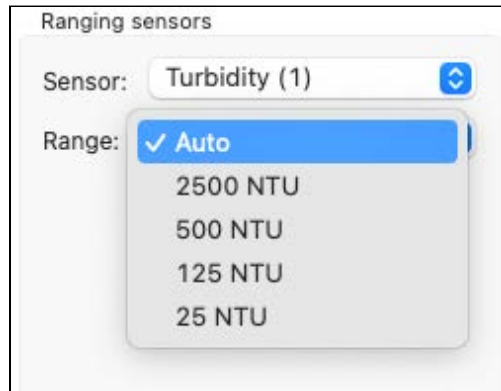 Ranging sensors
Sensor: Turbidity (1)
Range: ✓ Auto
2500 NTU
500 NTU
125 NTU
25 NTU